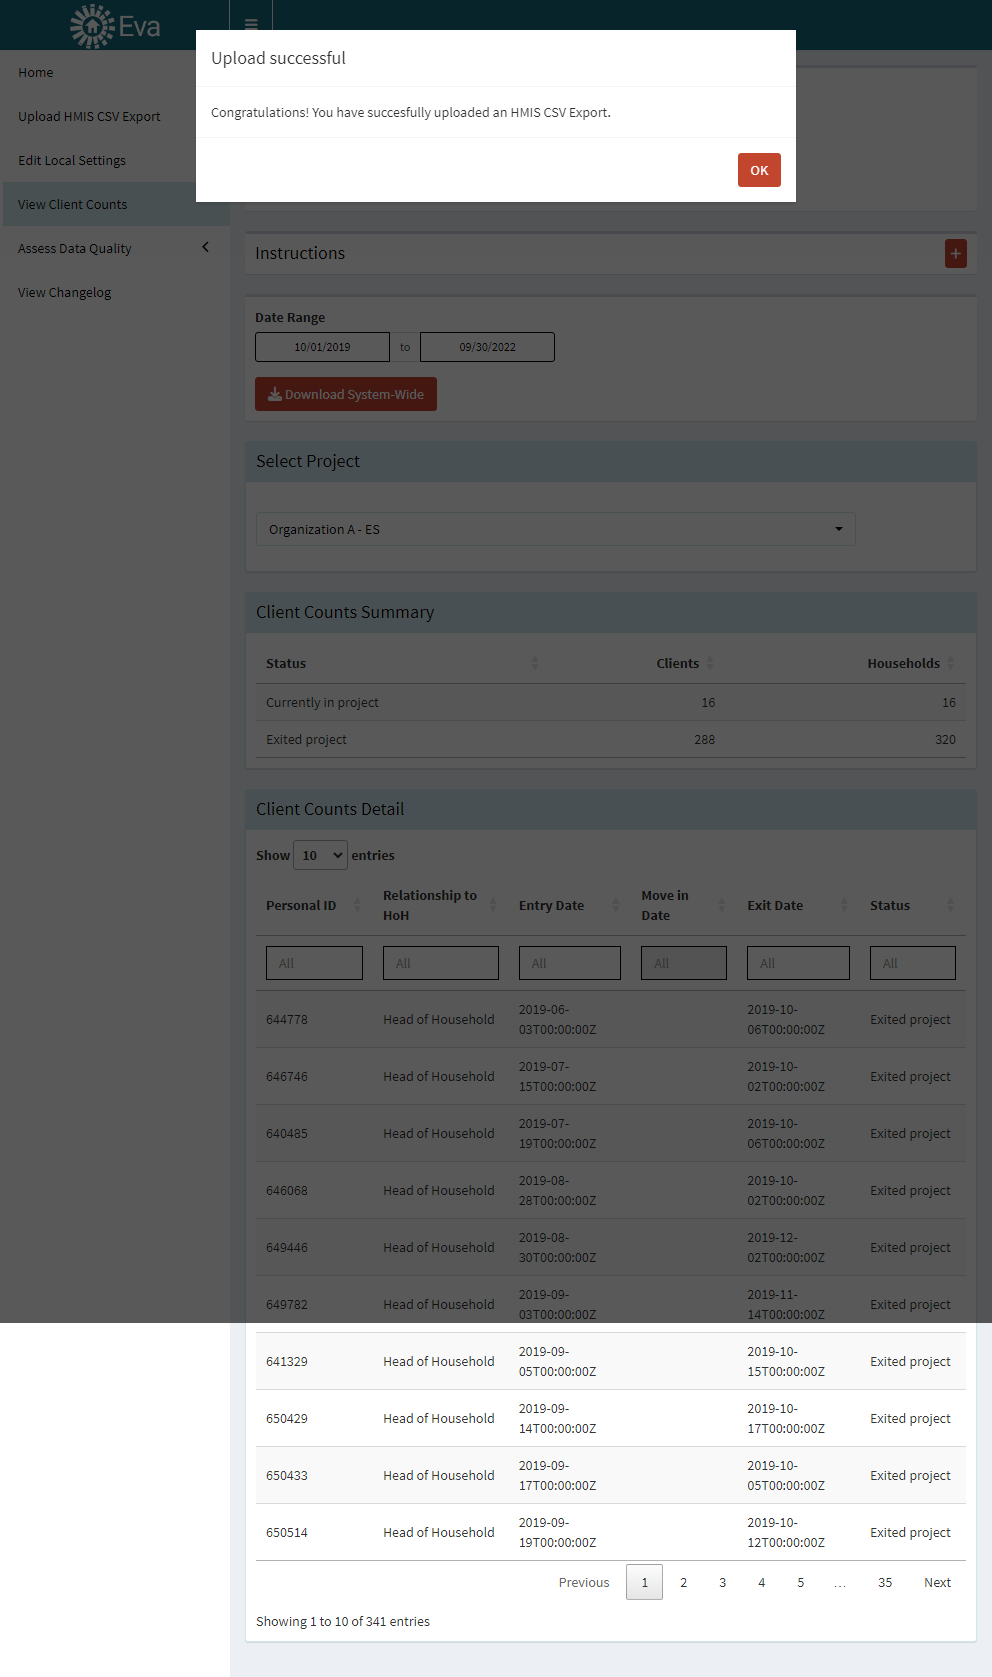 Eva
Upload successful
Congratulations! You have succesfully uploaded an HMIS CSV Export.
OK
Home
Upload HMIS CSV Export
Edit Local Settings
View Client Counts
Assess Data Quality
View Changelog
Instructions
Date Range
10/01/2019 to 09/30/2022
Download System-Wide
Select Project
Organization A - ES
Client Counts Summary
Status Clients Households
Currently in project 16 16
Exited project 288 320
Client Counts Detail
Show 10 entries
Personal ID Relationship to HoH Entry Date Move in Date Exit Date Status
All All All All All All
644778 Head of Household 2019-06-03T00:00:00Z 2019-10-06T00:00:00Z Exited project
646746 Head of Household 2019-07-15T00:00:00Z 2019-10-02T00:00:00Z Exited project
640485 Head of Household 2019-07-19T00:00:00Z 2019-10-06T00:00:00Z Exited project
646068 Head of Household 2019-08-28T00:00:00Z 2019-10-02T00:00:00Z Exited project
649446 Head of Household 2019-08-30T00:00:00Z 2019-12-02T00:00:00Z Exited project
649782 Head of Household 2019-09-03T00:00:00Z 2019-11-14T00:00:00Z Exited project
641329 Head of Household 2019-09-05T00:00:00Z 2019-10-15T00:00:00Z Exited project
650429 Head of Household 2019-09-14T00:00:00Z 2019-10-17T00:00:00Z Exited project
650433 Head of Household 2019-09-17T00:00:00Z 2019-10-05T00:00:00Z Exited project
650514 Head of Household 2019-09-19T00:00:00Z 2019-10-12T00:00:00Z Exited project
Previous 1 2 3 4 5 … 35 Next
Showing 1 to 10 of 341 entries